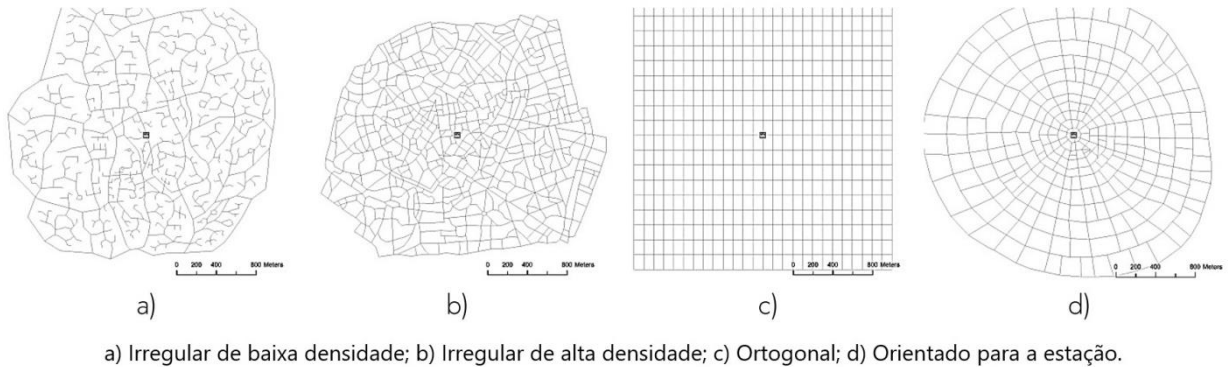 0 200 400 800 Meters
0 200 400 800 Meters
0 200 400 800 Meters
0 200 400 800 Meters
a)
b)
c)
d)
a) Irregular de baixa densidade; b) Irregular de alta densidade; c) Ortogonal; d) Orientado para a estação.